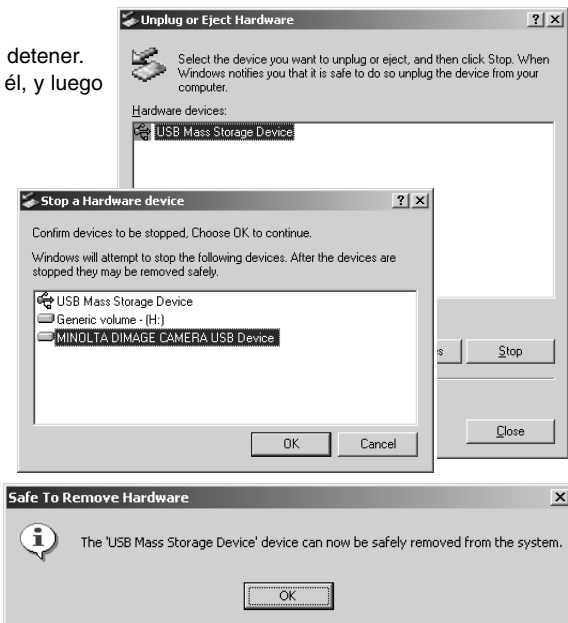 detener.
él, y luego
Unplug or Eject Hardware
Select the device you want to unplug or eject, and then click Stop. When
Windows notifies you that it is safe to do so unplug the device from your
computer.
Hardware devices:
USB Mass Storage Device
Stop a Hardware device
Confirm devices to be stopped, Choose OK to continue.
Windows will attempt to stop the following devices. After the devices are
stopped they may be removed safely.
USB Mass Storage Device
Generic volume - (H:)
MINOLTA DIMAGE CAMERA USB Device
OK Cancel
Stop
Close
Safe To Remove Hardware
The 'USB Mass Storage Device' device can now be safely removed from the system.
OK